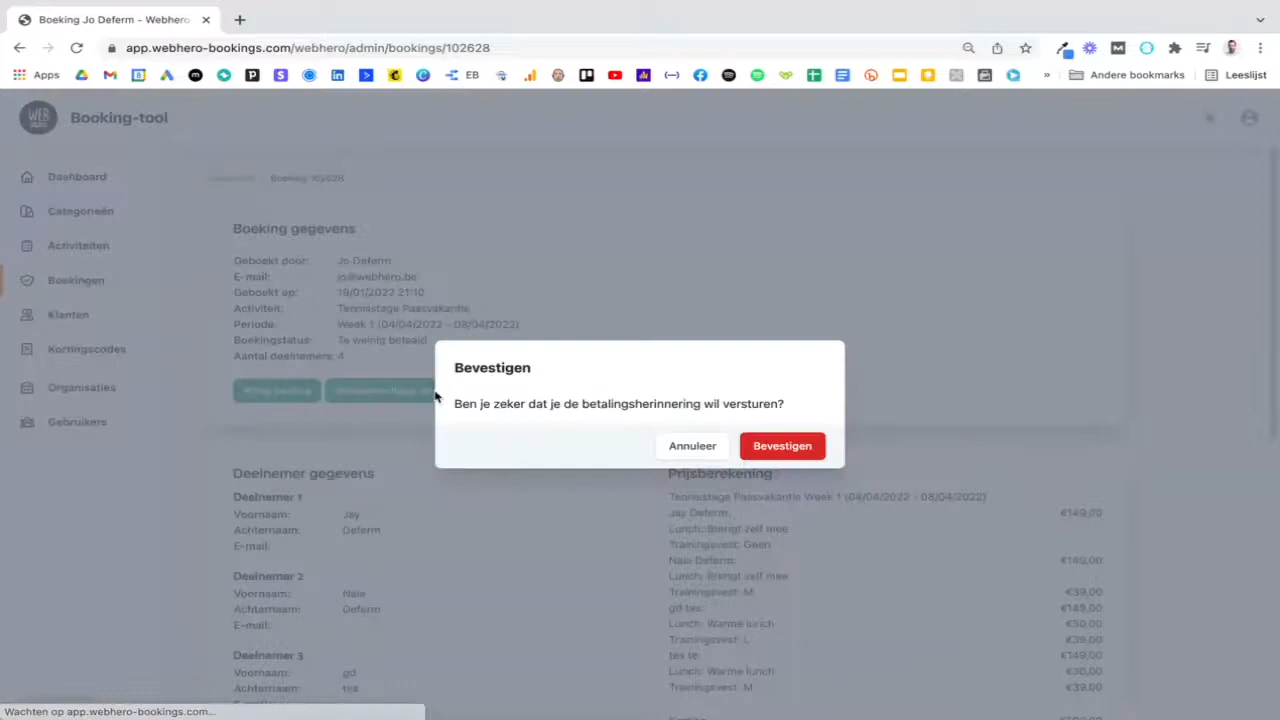 Boeking Jo Deferm – Webhero
app.webhero-bookings.com/webhero/admin/bookings/102628
Apps
EB
Andere bookmarks
Leeslijst
WEB
Booking-tool
Dashboard
Categorieën
Activiteiten
Boekingen
Klanten
Kortingscodes
Organisaties
Gebruikers
Boeking 102628
Boeking gegevens
Geboekt door: Jo Deferm
E-mail: jo@webhero.be
Geboekt op: 19/01/2022 21:10
Activiteit: Tennisstage Paasvakantie
Periode: Week 1 (04/04/2022 - 08/04/2022)
Boekingstatus: Te weinig betaald
Aantal deelnemers: 4
Bevestigen
Ben je zeker dat je de betalingsherinnering wil versturen?
Annuleer
Bevestigen
Deelnemer gegevens
Deelnemer 1
Voornaam: Jay
Achternaam: Deferm
E-mail:
Deelnemer 2
Voornaam:
Achternaam: Deferm
E-mail:
Deelnemer 3
Voornaam: gd
Achternaam:
Prijsberekening
Tennisstage Paasvakantie Week 1 (04/04/2022 - 08/04/2022)
Jay Deferm: €149,00
Lunch: Brengt zelf mee
Trainingsvest: Geen
Deferm: €149,00
Lunch: Brengt zelf mee
Trainingsvest: M €39,00
€149,00
Lunch: Warme lunch
Trainingsvest: L €39,00
€149,00
Lunch: Warme lunch
Trainingsvest: M €39,00
Wachten op app.webhero-bookings.com...